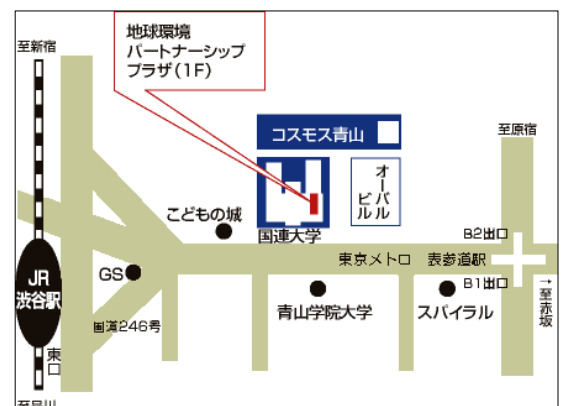 至新宿
地球環境
パートナーシップ
プラザ(1F)
コスモス青山
至原宿
オーバル
ビル
こどもの城
国連大学
B2出口
東京メトロ 表参道駅
GS
B1出口
JR
渋谷駅
青山学院大学
スパイラル
→至赤坂
国道246号
東口
至品川